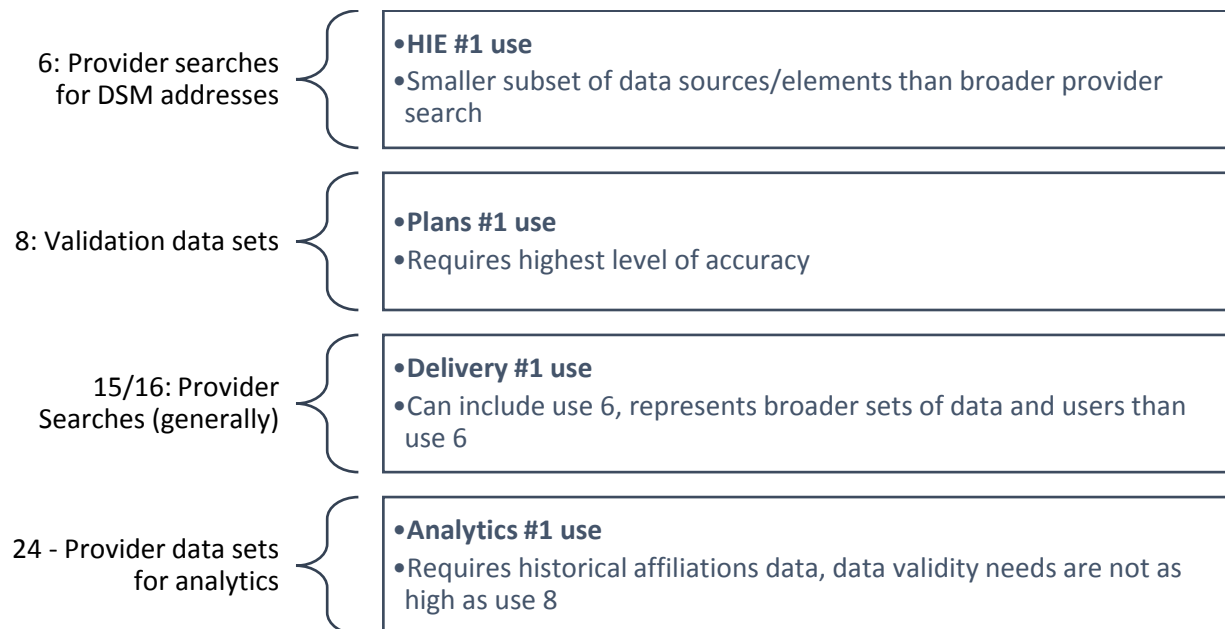 6: Provider searches
for DSM addresses
•HIE #1 use
•Smaller subset of data sources/elements than broader provider
search
8: Validation data sets
•Plans #1 use
•Requires highest level of accuracy
15/16: Provider
Searches (generally)
•Delivery #1 use
•Can include use 6, represents broader sets of data and users than
use 6
24 - Provider data sets
for analytics
•Analytics #1 use
•Requires historical affiliations data, data validity needs are not as
high as use 8